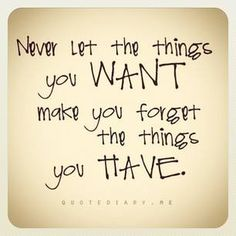 Never let the things
you WANT
make you forget
the things
you HAVE.
QUOTEDIARY.ME